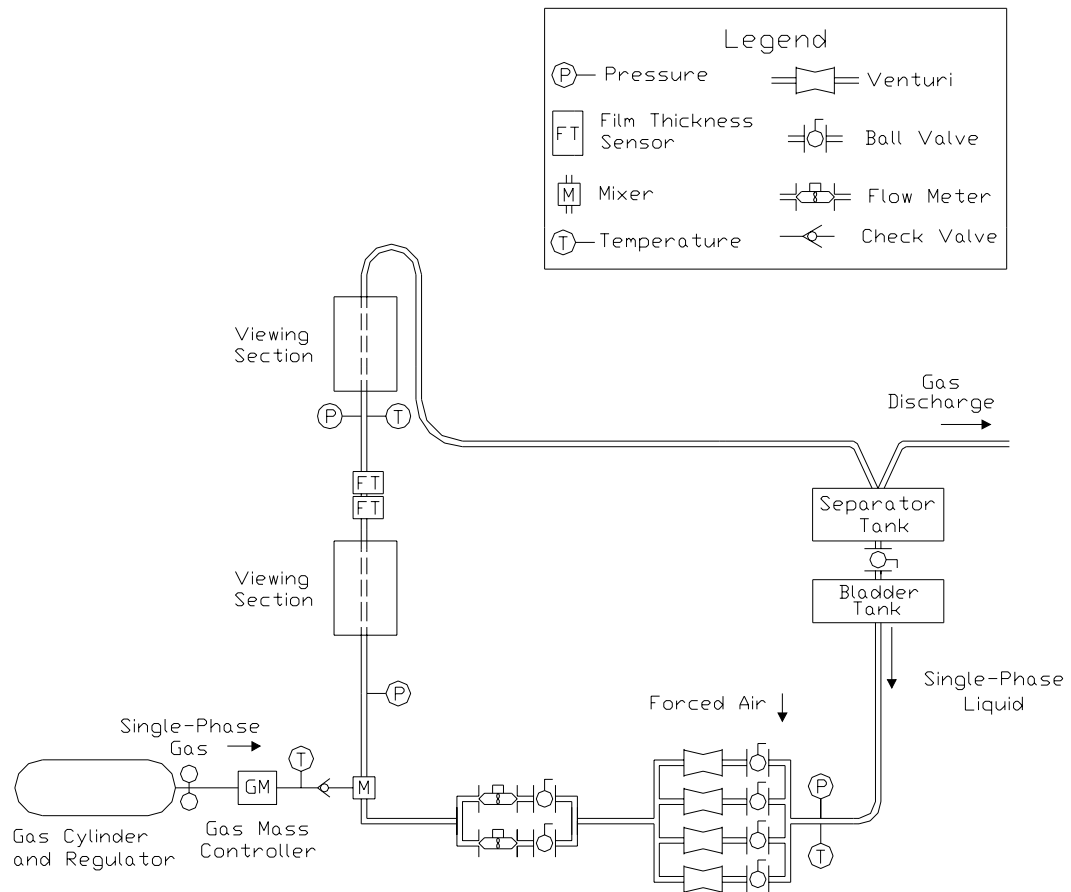 Legend
P Pressure
Venturi
FT Film Thickness
Sensor
Ball Valve
M Mixer
Flow Meter
T Temperature
Check Valve
Viewing
Section
P
T
Gas
Discharge
FT
FT
Separator
Tank
Viewing
Section
Bladder
Tank
P
Single-Phase
Liquid
Forced Air
Single-Phase
Gas
T
GM
M
P
T
Gas Cylinder
and Regulator
Gas Mass
Controller